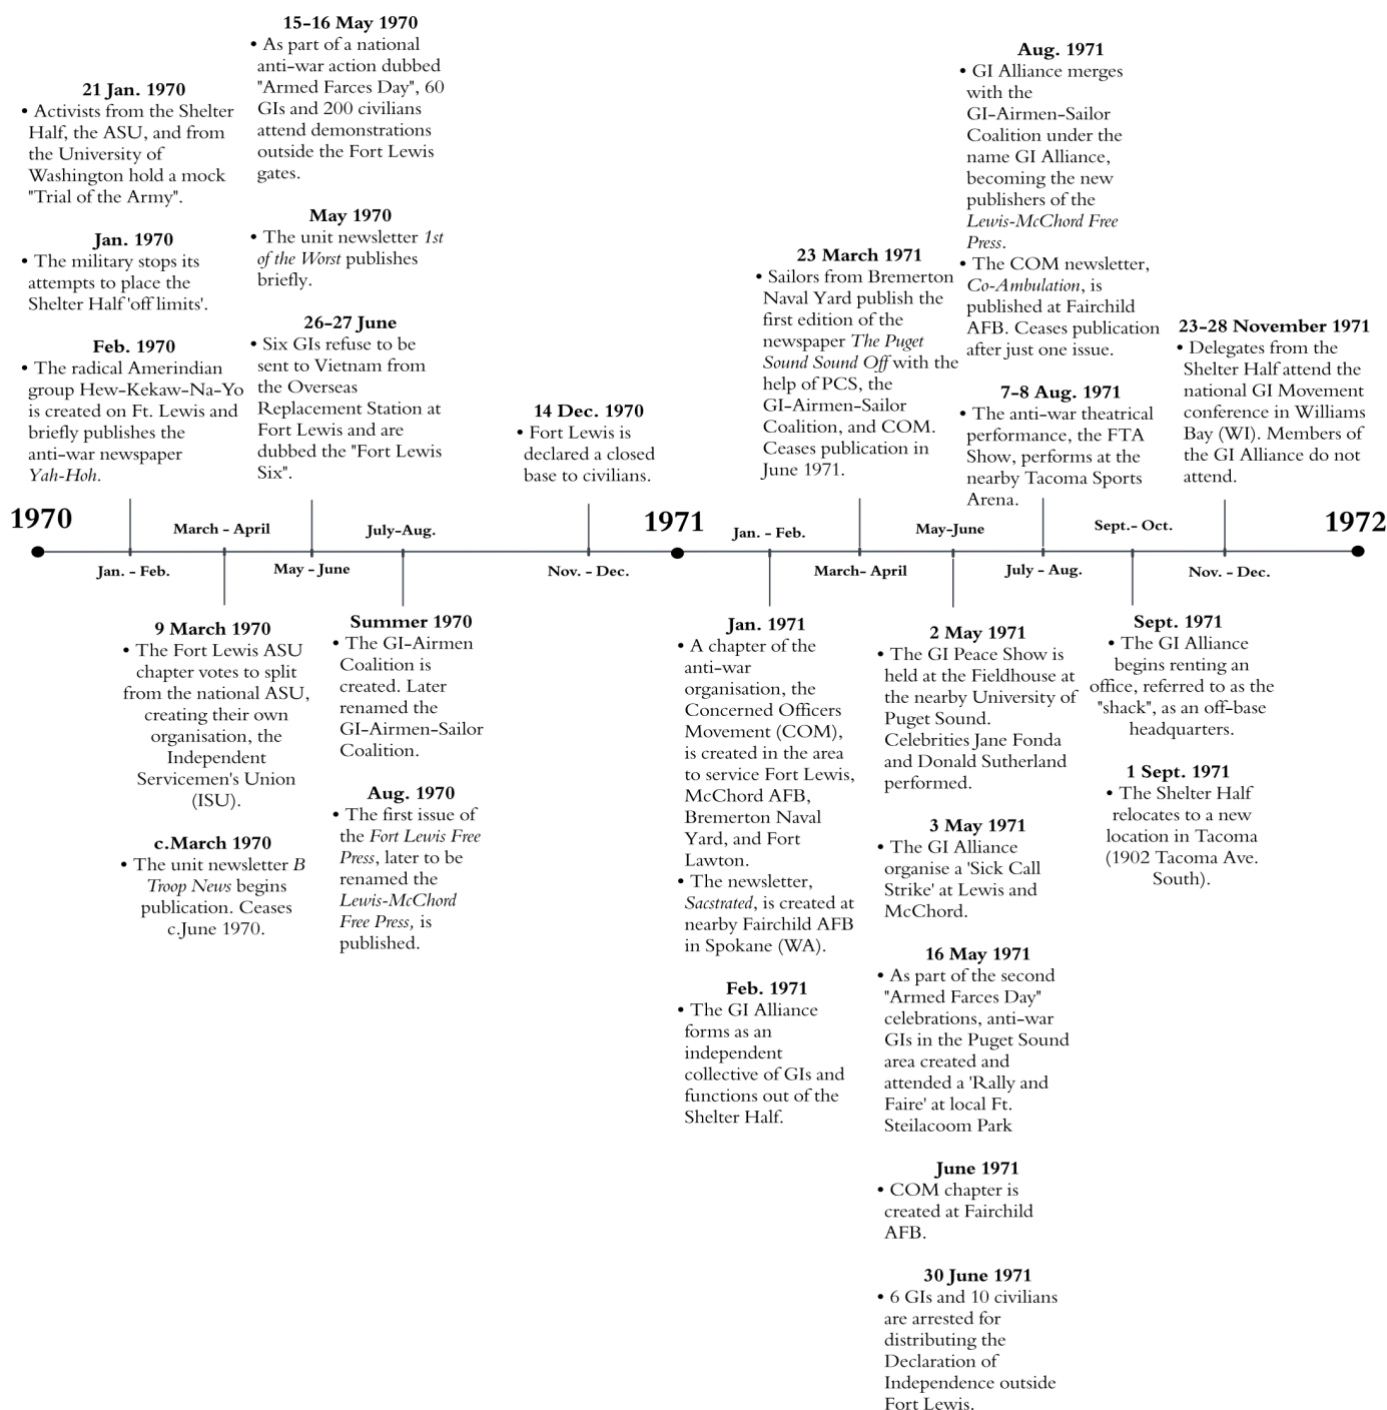 21 Jan. 1970
• Activists from the Shelter
Half, the ASU, and from
the University of
Washington hold a mock
"Trial of the Army".
Jan. 1970
• The military stops its
attempts to place the
Shelter Half 'off limits'.
Feb. 1970
• The radical Amerindian
group Hew-Kekaw-Na-Yo
is created on Ft. Lewis and
briefly publishes the
anti-war newspaper
Yah-Hoh.
15-16 May 1970
• As part of a national
anti-war action dubbed
"Armed Farces Day", 60
GIs and 200 civilians
attend demonstrations
outside the Fort Lewis
gates.
May 1970
• The unit newsletter 1st
of the Worst publishes
briefly.
26-27 June
• Six GIs refuse to be
sent to Vietnam from
the Overseas
Replacement Station at
Fort Lewis and are
dubbed the "Fort Lewis
Six".
14 Dec. 1970
• Fort Lewis is
declared a closed
base to civilians.
23 March 1971
• Sailors from Bremerton
Naval Yard publish the
first edition of the
newspaper The Puget
Sound Sound Off with the
help of PCS, the
GI-Airmen-Sailor
Coalition, and COM.
Ceases publication in
June 1971.
Aug. 1971
• GI Alliance merges
with the
GI-Airmen-Sailor
Coalition under the
name GI Alliance,
becoming the new
publishers of the
Lewis-McChord Free
Press.
• The COM newsletter,
Co-Ambulation, is
published at Fairchild
AFB. Ceases publication
after just one issue.
7-8 Aug. 1971
• The anti-war theatrical
performance, the FTA
Show, performs at the
nearby Tacoma Sports
Arena.
23-28 November 1971
• Delegates from the
Shelter Half attend the
national GI Movement
conference in Williams
Bay (WI). Members of
the GI Alliance do not
attend.
1970
March - April
July-Aug.
1971
Jan. - Feb.
May-June
Sept.- Oct.
1972
Jan. - Feb.
May - June
Nov. - Dec.
March- April
July - Aug.
Nov. - Dec.
9 March 1970
• The Fort Lewis ASU
chapter votes to split
from the national ASU,
creating their own
organisation, the
Independent
Servicemen's Union
(ISU).
c.March 1970
• The unit newsletter B
Troop News begins
publication. Ceases
c.June 1970.
Summer 1970
• The GI-Airmen
Coalition is
created. Later
renamed the
GI-Airmen-Sailor
Coalition.
Aug. 1970
• The first issue of
the Fort Lewis Free
Press, later to be
renamed the
Lewis-McChord
Free Press, is
published.
Jan. 1971
• A chapter of the
anti-war
organisation, the
Concerned Officers
Movement (COM),
is created in the area
to service Fort Lewis,
McChord AFB,
Bremerton Naval
Yard, and Fort
Lawton.
• The newsletter,
Sacstrated, is created at
nearby Fairchild AFB
in Spokane (WA).
Feb. 1971
• The GI Alliance
forms as an
independent
collective of GIs and
functions out of the
Shelter Half.
2 May 1971
• The GI Peace Show is
held at the Fieldhouse at
the nearby University of
Puget Sound.
Celebrities Jane Fonda
and Donald Sutherland
performed.
3 May 1971
• The GI Alliance
organise a 'Sick Call
Strike' at Lewis and
McChord.
16 May 1971
• As part of the second
"Armed Farces Day"
celebrations, anti-war
GIs in the Puget Sound
area created and
attended a 'Rally and
Faire' at local Ft.
Steilacoom Park
June 1971
• COM chapter is
created at Fairchild
AFB.
30 June 1971
• 6 GIs and 10 civilians
are arrested for
distributing the
Declaration of
Independence outside
Fort Lewis.
Sept. 1971
• The GI Alliance
begins renting an
office, referred to as the
"shack", as an off-base
headquarters.
1 Sept. 1971
• The Shelter Half
relocates to a new
location in Tacoma
(1902 Tacoma Ave.
South).